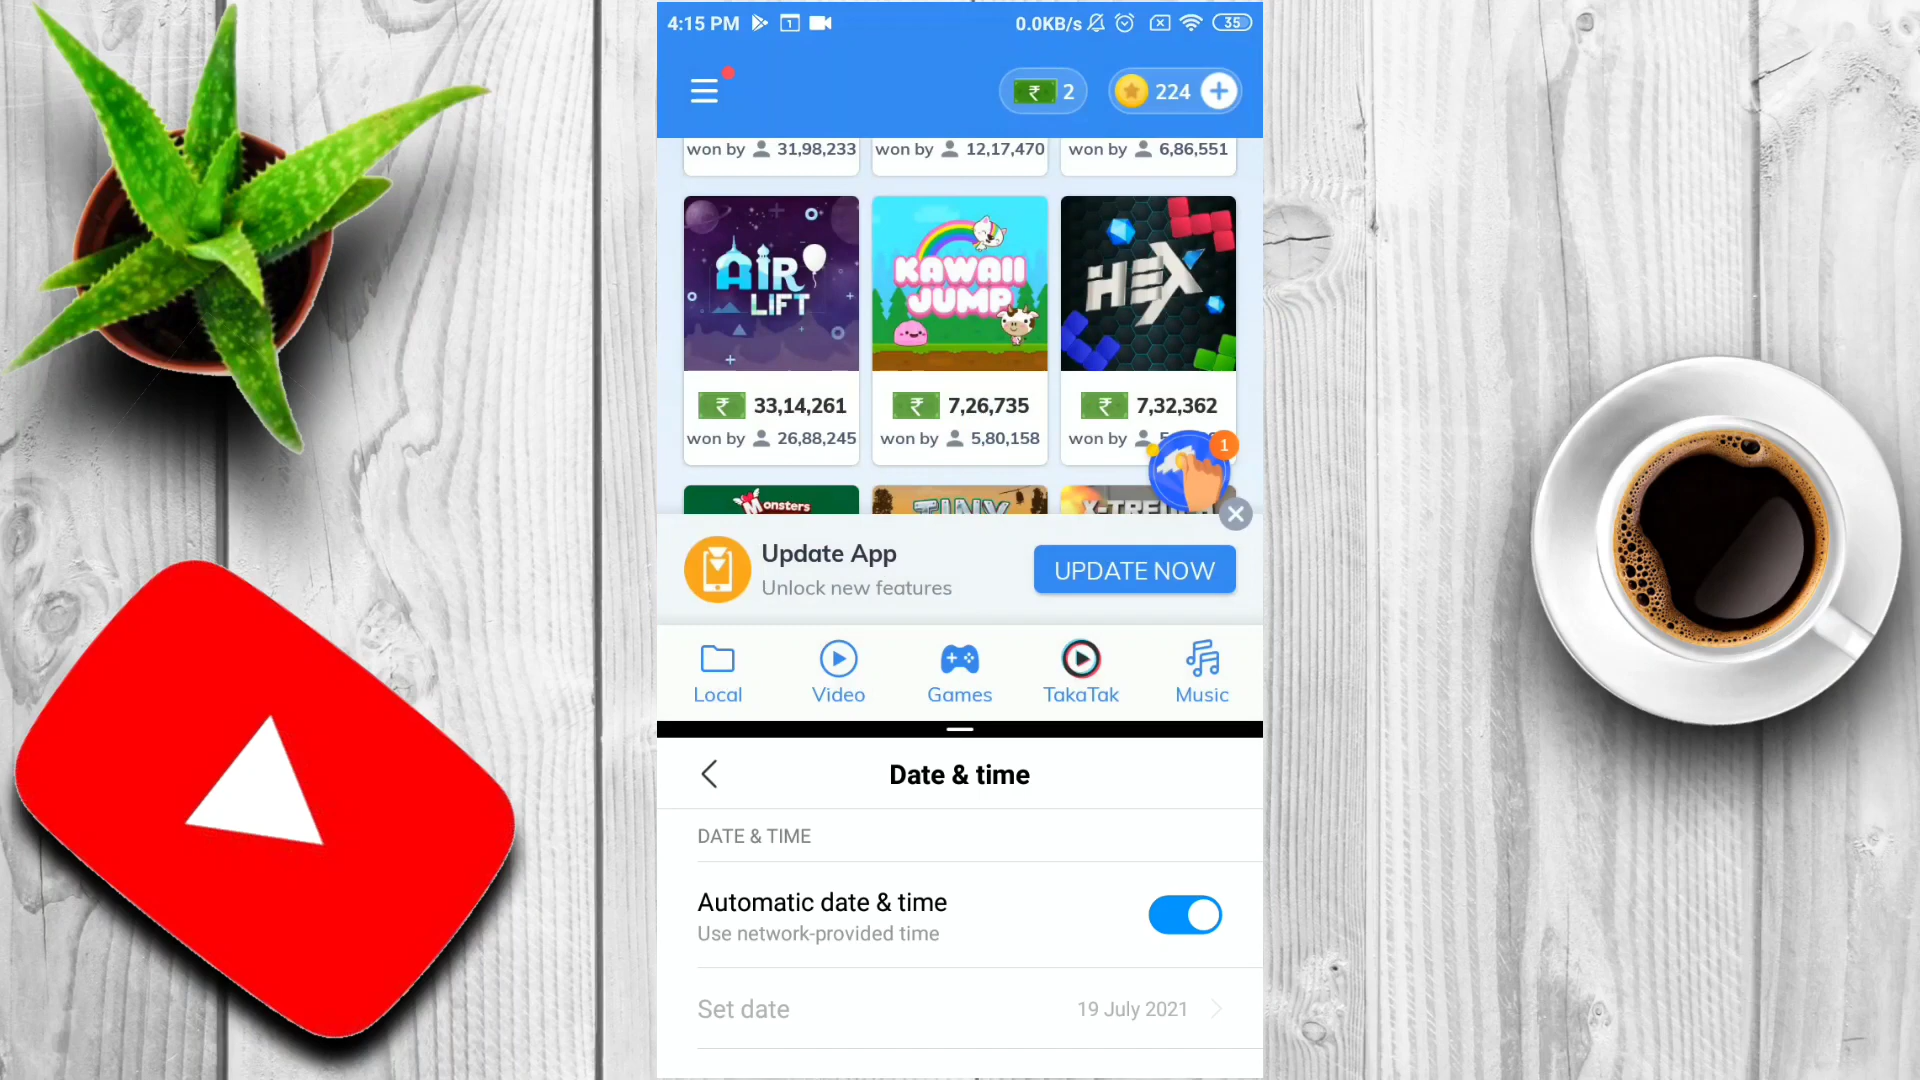 4:15 PM 1 0.0KB/s 35
2 224
won by 31,98,233 won by 12,17,470 won by 6,86,551
AIR LIFT
KAWAII JUMP
HEX
₹ 33,14,261 ₹ 7,26,735 ₹ 7,32,362
won by 26,88,245 won by 5,80,158 won by
1
Monsters TINY
Update App
Unlock new features
UPDATE NOW
Local Video Games TakaTak Music
Date & time
DATE & TIME
Automatic date & time
Use network-provided time
Set date 19 July 2021